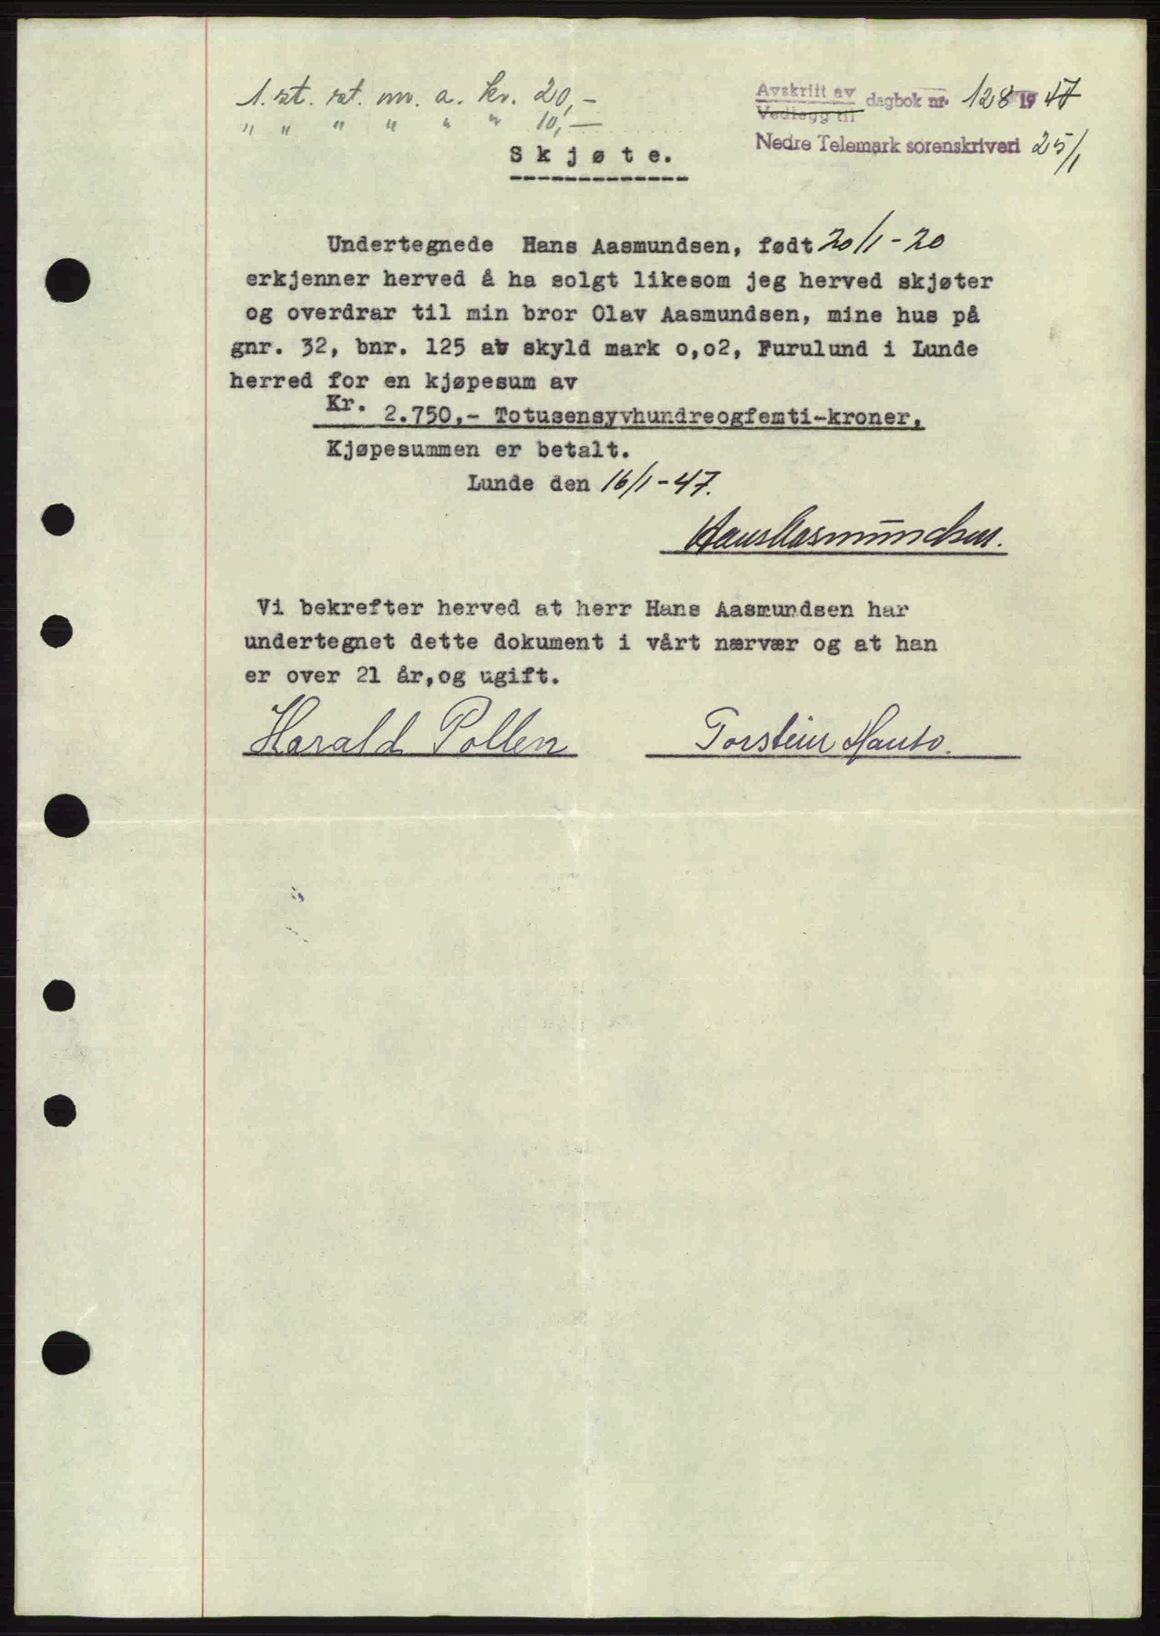 1. st. st. m. a. kr. 20,-
" " " " " " 10,-
Avskrift av
Vedlegg til
dagbok nr. 128 1947
Nedre Telemark sorenskriveri 25/1
Skjøte.
Undertegnede Hans Aasmundsen, født 20/1-20
erkjenner herved å ha solgt likesom jeg herved skjøter
og overdrar til min bror Olav Aasmundsen, mine hus på
gnr. 32, bnr. 125 av skyld mark 0,02, Furulund i Lunde
herred for en kjøpesum av
Kr. 2.750,- Totusensyvhundreogfemti-kroner,
Kjøpesummen er betalt.
Lunde den 16/1-47.
Hans Aasmundsen.
Vi bekrefter herved at herr Hans Aasmundsen har
undertegnet dette dokument i vårt nærvær og at han
er over 21 år,og ugift.
Harald Pollen Torstein